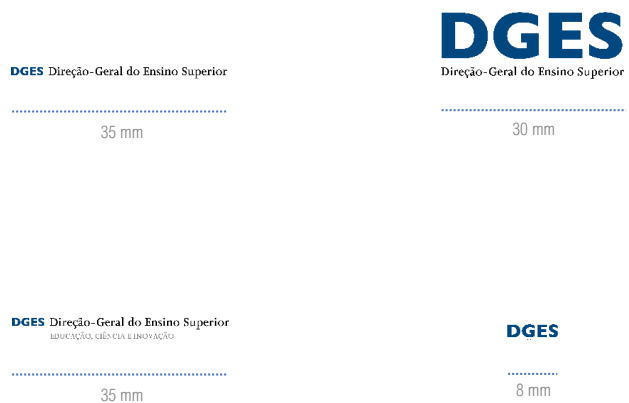 DGES
DGES Direção-Geral do Ensino Superior
Direção-Geral do Ensino Superior
35 mm
30 mm
DGES Direção-Geral do Ensino Superior
EDUCAÇÃO, CIÊNCIA E INOVAÇÃO
DGES
35 mm
8 mm